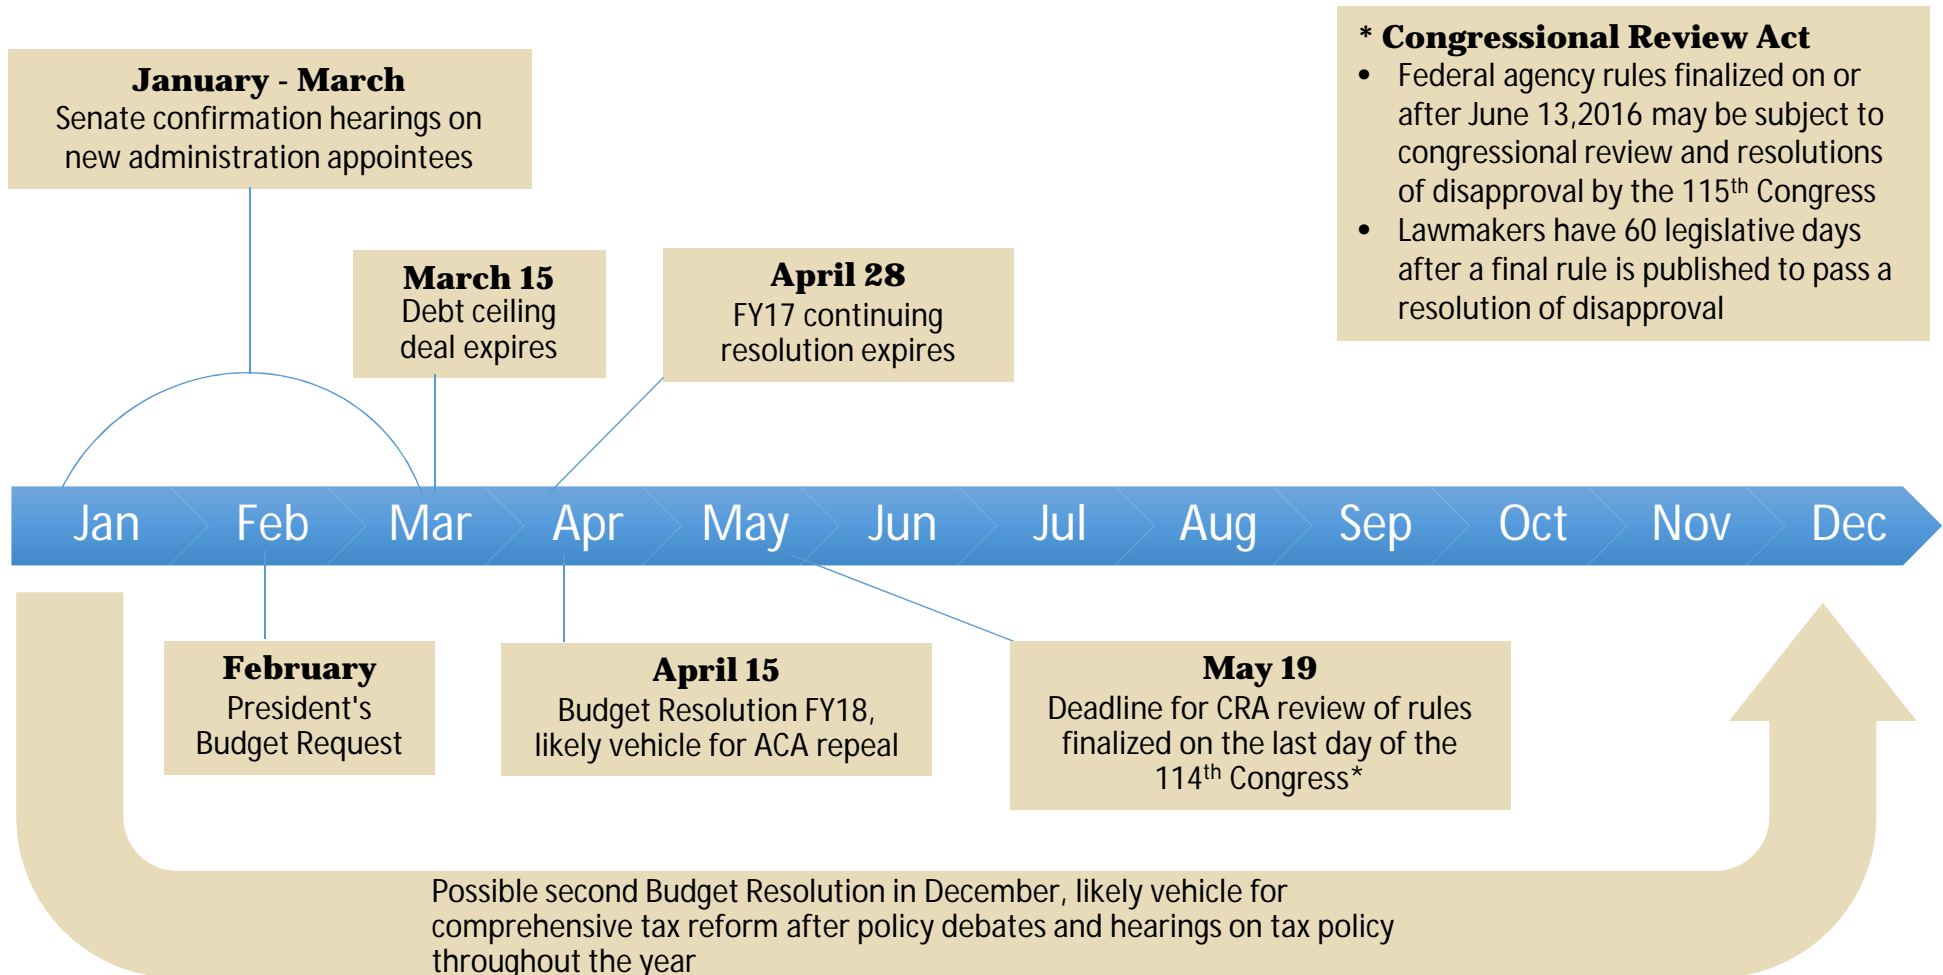 * Congressional Review Act
• Federal agency rules finalized on or
after June 13,2016 may be subject to
congressional review and resolutions
of disapproval by the 115th Congress
• Lawmakers have 60 legislative days
after a final rule is published to pass a
resolution of disapproval
January - March
Senate confirmation hearings on
new administration appointees
March 15
Debt ceiling
deal expires
April 28
FY17 continuing
resolution expires
Jan Feb Mar Apr May Jun Jul Aug Sep Oct Nov Dec
February
President's
Budget Request
April 15
Budget Resolution FY18,
likely vehicle for ACA repeal
May 19
Deadline for CRA review of rules
finalized on the last day of the
114th Congress*
Possible second Budget Resolution in December, likely vehicle for
comprehensive tax reform after policy debates and hearings on tax policy
throughout the year